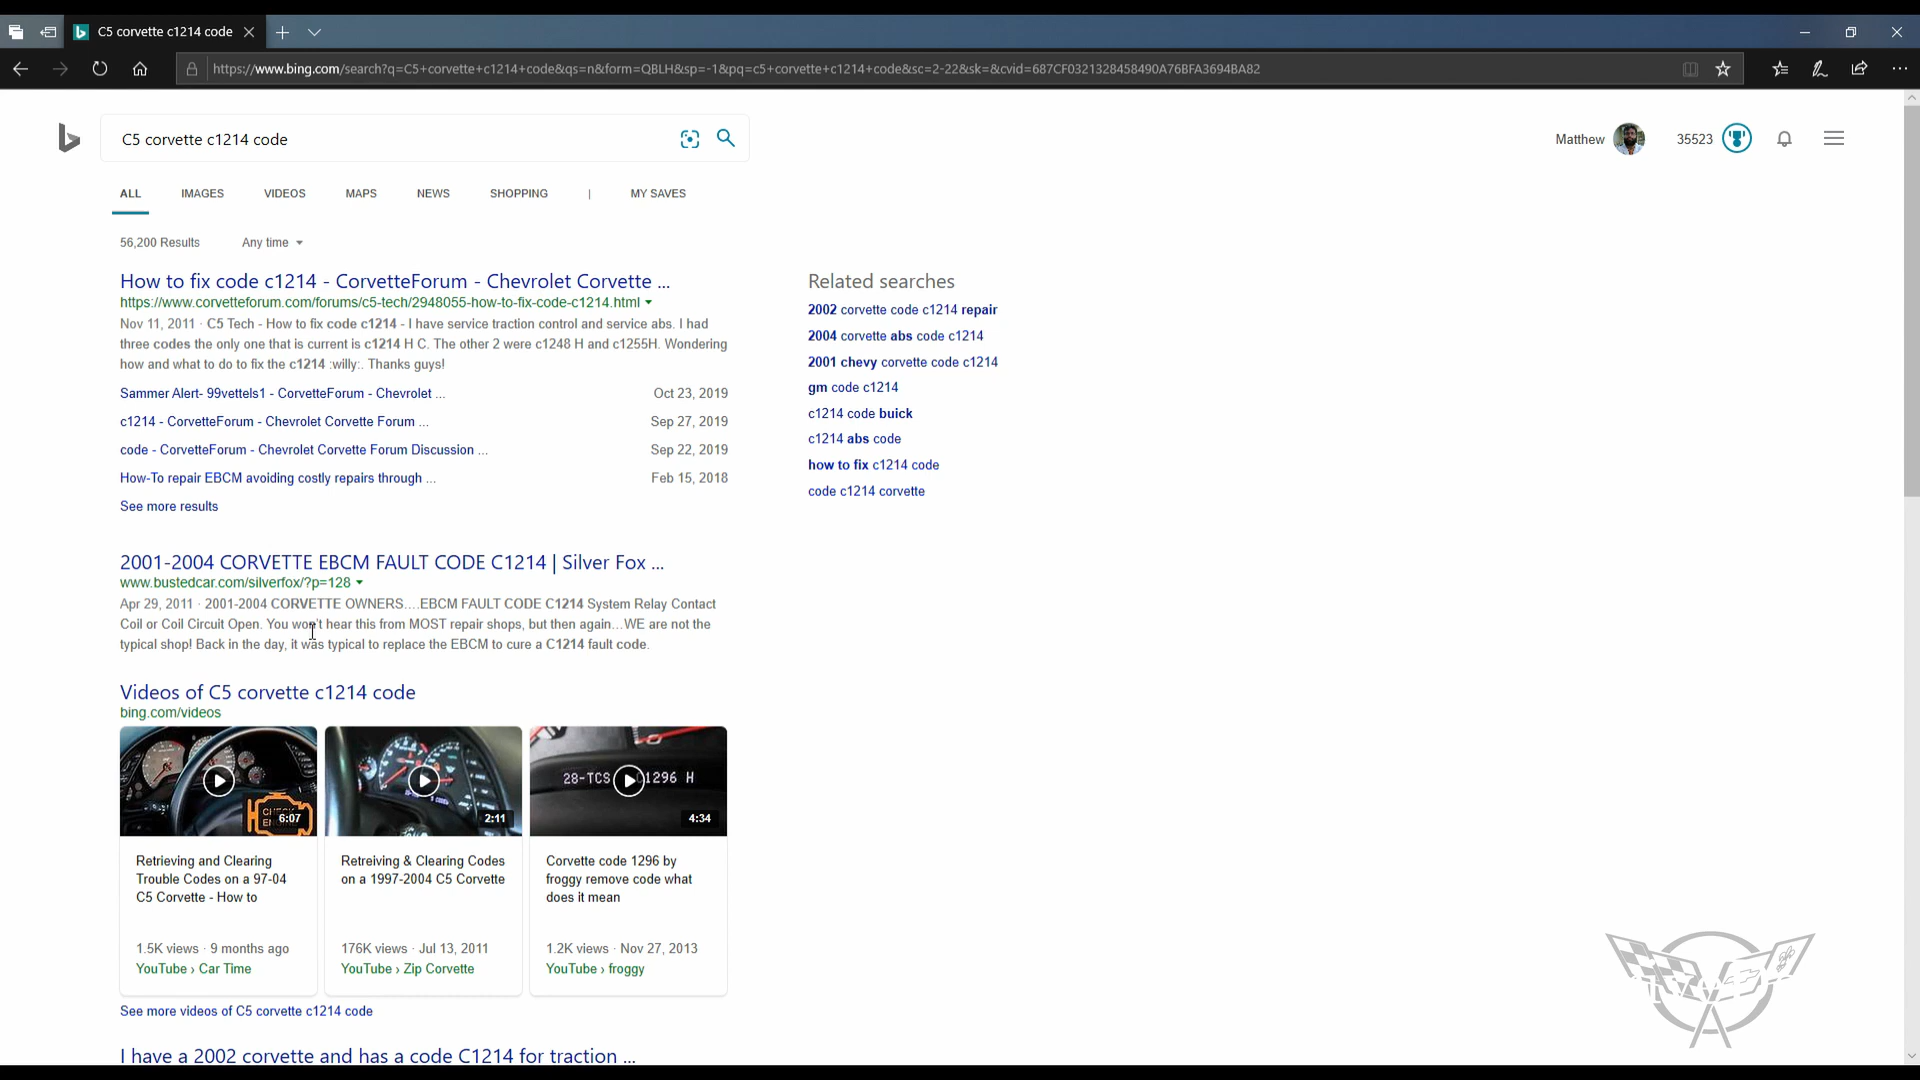 C5 corvette c1214 code
https://www.bing.com/search?q=C5+corvette+c1214+code&qs=n&form=QBLH&sp=-1&pq=c5+corvette+c1214+code&sc=2-22&sk=&cvid=687CF0321328458490A76BFA3694BA82
C5 corvette c1214 code
Matthew
35523
ALL IMAGES VIDEOS MAPS NEWS SHOPPING | MY SAVES
56,200 Results Any time
How to fix code c1214 - CorvetteForum - Chevrolet Corvette ...
https://www.corvetteforum.com/forums/c5-tech/2948055-how-to-fix-code-c1214.html
Nov 11, 2011 · C5 Tech - How to fix code c1214 - I have service traction control and service abs. I had
three codes the only one that is current is c1214 H C. The other 2 were c1248 H and c1255H. Wondering
how and what to do to fix the c1214 :willy:. Thanks guys!
Sammer Alert- 99vettels1 - CorvetteForum - Chevrolet ... Oct 23, 2019
c1214 - CorvetteForum - Chevrolet Corvette Forum ... Sep 27, 2019
code - CorvetteForum - Chevrolet Corvette Forum Discussion ... Sep 22, 2019
How-To repair EBCM avoiding costly repairs through ... Feb 15, 2018
See more results
2001-2004 CORVETTE EBCM FAULT CODE C1214 | Silver Fox ...
www.bustedcar.com/silverfox/?p=128
Apr 29, 2011 · 2001-2004 CORVETTE OWNERS….EBCM FAULT CODE C1214 System Relay Contact
Coil or Coil Circuit Open. You won't hear this from MOST repair shops, but then again…WE are not the
typical shop! Back in the day, it was typical to replace the EBCM to cure a C1214 fault code.
Videos of C5 corvette c1214 code
bing.com/videos
CHECK
6:07
2:11
28-TCS C1296 H
4:34
Retrieving and Clearing
Trouble Codes on a 97-04
C5 Corvette - How to
1.5K views · 9 months ago
YouTube › Car Time
Retreiving & Clearing Codes
on a 1997-2004 C5 Corvette
176K views · Jul 13, 2011
YouTube › Zip Corvette
Corvette code 1296 by
froggy remove code what
does it mean
1.2K views · Nov 27, 2013
YouTube › froggy
See more videos of C5 corvette c1214 code
I have a 2002 corvette and has a code C1214 for traction ...
Related searches
2002 corvette code c1214 repair
2004 corvette abs code c1214
2001 chevy corvette code c1214
gm code c1214
c1214 code buick
c1214 abs code
how to fix c1214 code
code c1214 corvette